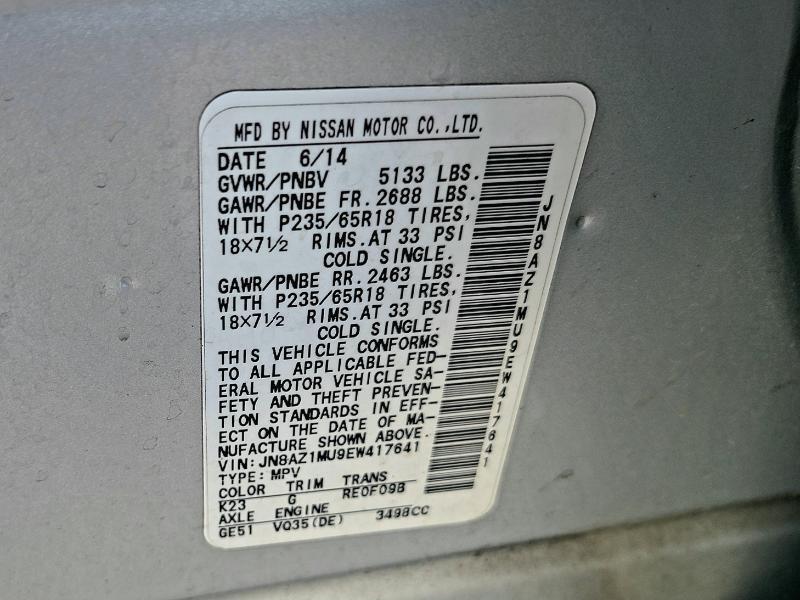 MFD BY NISSAN MOTOR CO.,LTD.
DATE 6/14
GVWR/PNBV 5133 LBS.
GAWR/PNBE FR. 2688 LBS.
WITH P235/65R18 TIRES,
18×7½ RIMS.AT 33 PSI
COLD SINGLE.
GAWR/PNBE RR. 2463 LBS.
WITH P235/65R18 TIRES,
18×7½ RIMS.AT 33 PSI
COLD SINGLE.
THIS VEHICLE CONFORMS
TO ALL APPLICABLE FED-
ERAL MOTOR VEHICLE SA-
FETY AND THEFT PREVEN-
TION STANDARDS IN EFF-
ECT ON THE DATE OF MA-
NUFACTURE SHOWN ABOVE.
VIN: JN8AZ1MU9EW417641
TYPE: MPV
COLOR TRIM TRANS
K23 G RE0F09B
AXLE ENGINE
GE51 VQ35(DE) 3498CC
JN8AZ1MU9EW417641